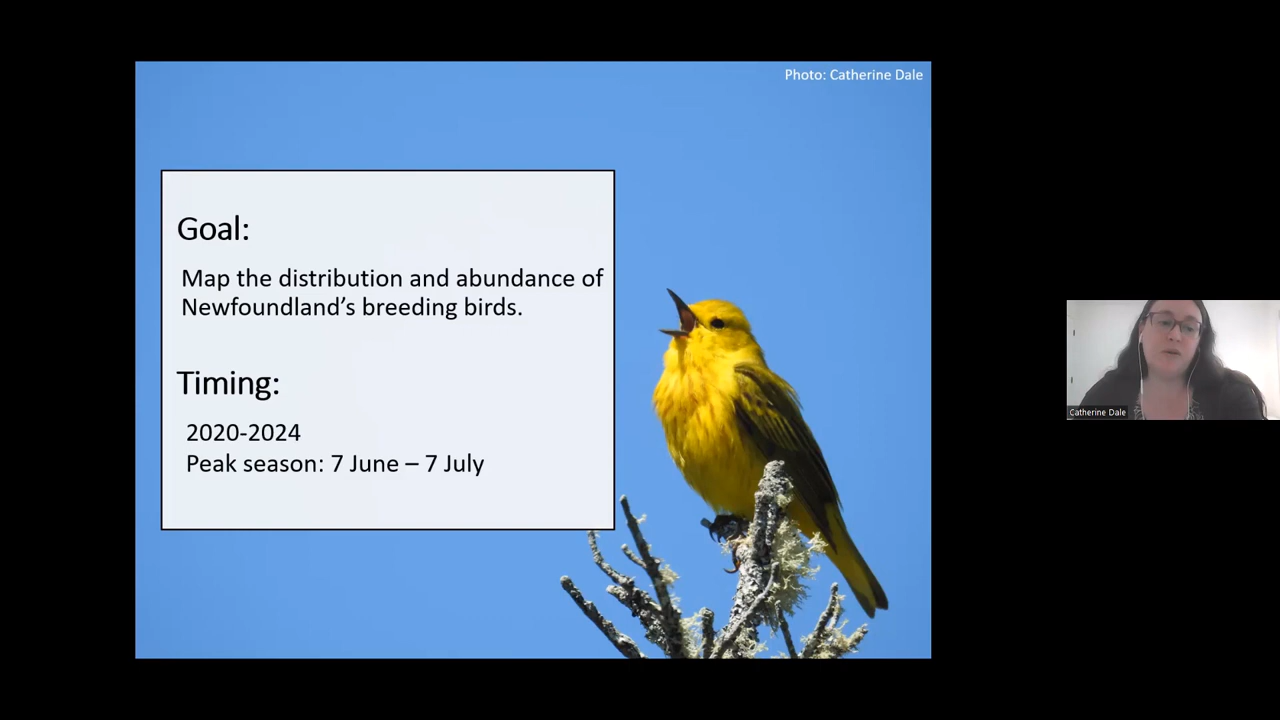 Photo: Catherine Dale
Goal:
Map the distribution and abundance of
Newfoundland’s breeding birds.
Timing:
2020-2024
Peak season: 7 June – 7 July
Catherine Dale